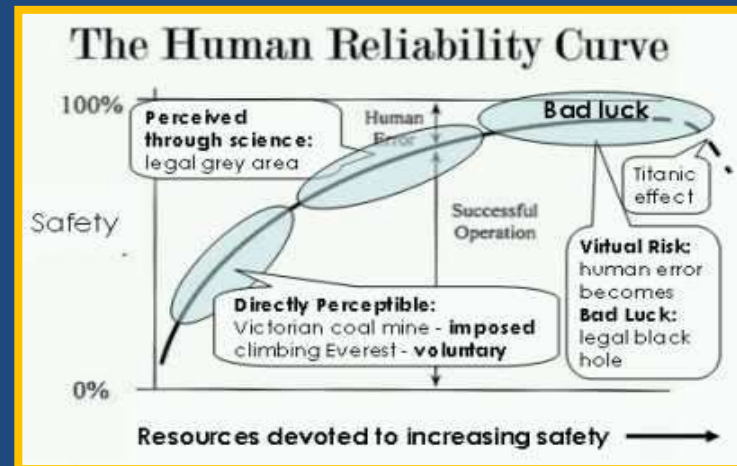 The Human Reliability Curve
100%
Perceived
through science:
legal grey area
Human
Error
Bad luck
Titanic
effect
Safety
Successful
Operation
Virtual Risk:
human error
becomes
Bad Luck:
legal black
hole
Directly Perceptible:
Victorian coal mine - imposed
climbing Everest - voluntary
0%
Resources devoted to increasing safety